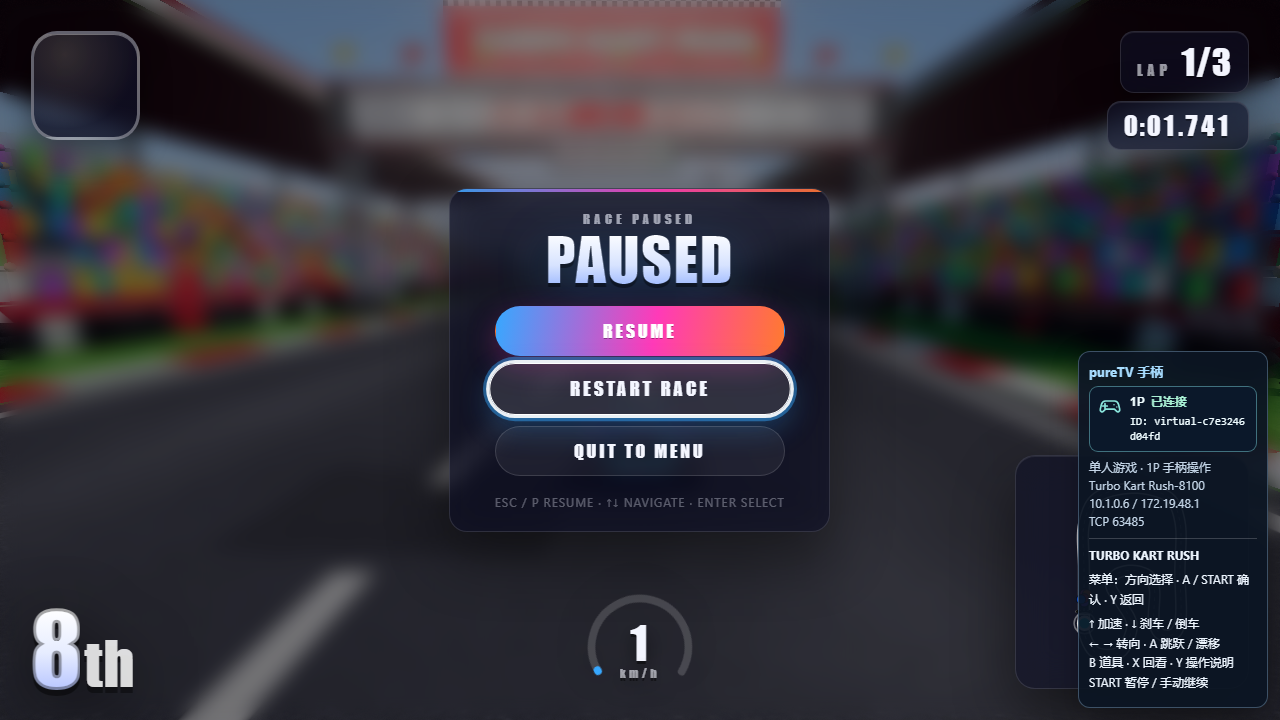 LAP 1/3
0:01.741
RACE PAUSED
PAUSED
RESUME
RESTART RACE
QUIT TO MENU
ESC / P RESUME · ↑↓ NAVIGATE · ENTER SELECT
8th
1
km/h
pureTV 手柄
1P 已连接
ID: virtual-c7e3246
d04fd
单人游戏 · 1P 手柄操作
Turbo Kart Rush-8100
10.1.0.6 / 172.19.48.1
TCP 63485
TURBO KART RUSH
菜单：方向选择 · A / START 确
认 · Y 返回
↑ 加速 · ↓ 刹车 / 倒车
← → 转向 · A 跳跃 / 漂移
B 道具 · X 回看 · Y 操作说明
START 暂停 / 手动继续